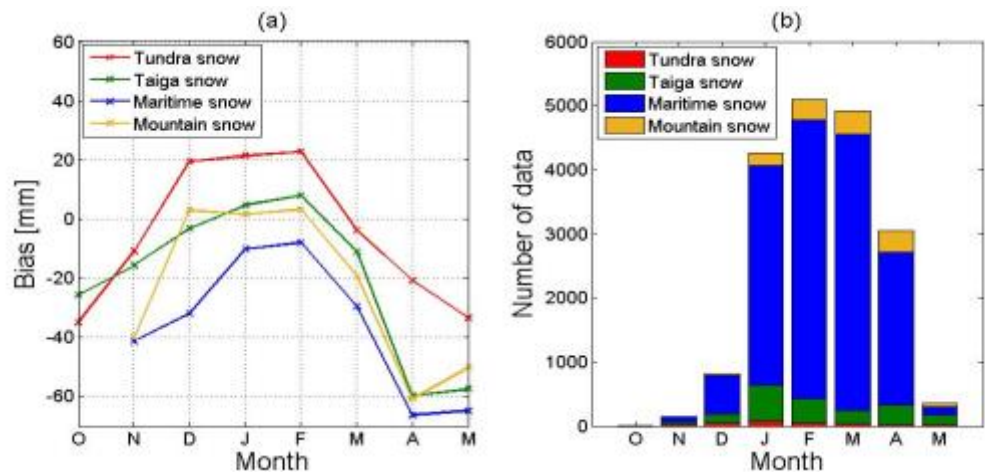 (a)
60
40
20
0
-20
-40
-60
Bias [mm]
Tundra snow
Taiga snow
Maritime snow
Mountain snow
O N D J F M A M
Month
(b)
6000
5000
4000
3000
2000
1000
0
Number of data
Tundra snow
Taiga snow
Maritime snow
Mountain snow
O N D J F M A M
Month